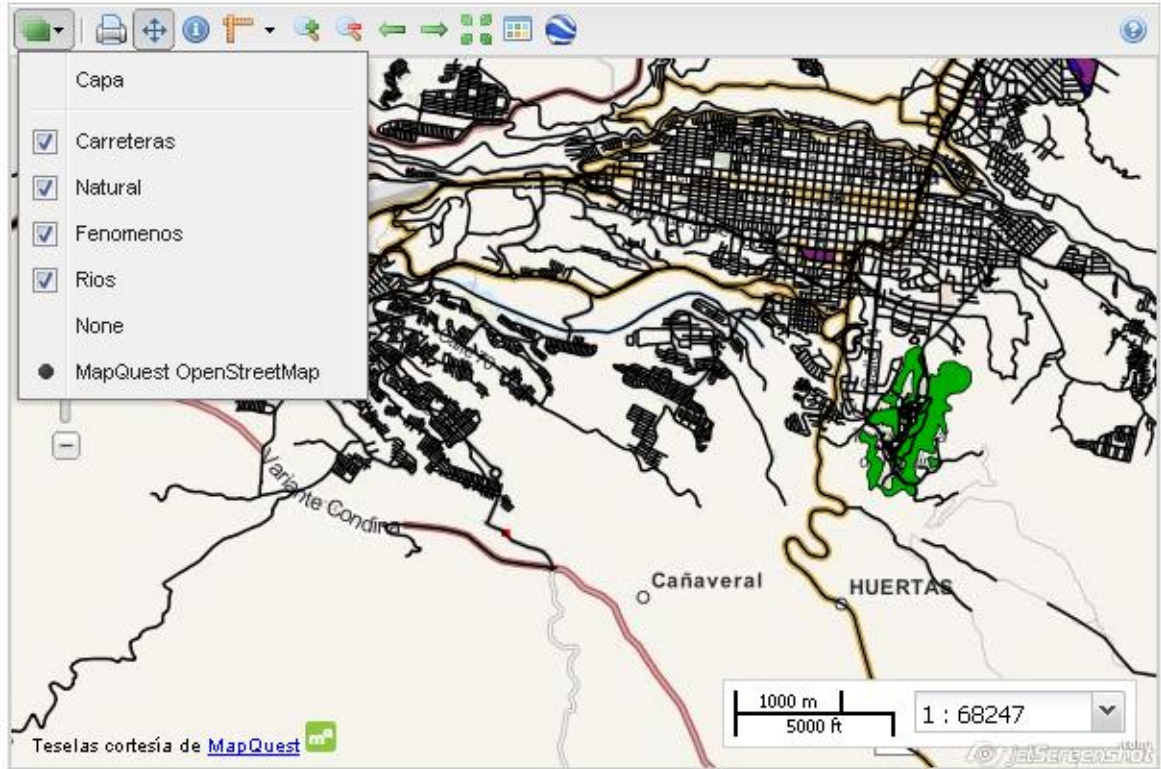 Capa
Carreteras
Natural
Fenomenos
Rios
None
MapQuest OpenStreetMap
Variante Condina
Cañaveral
HUERTAS
1000 m
5000 ft
1 : 68247
Teselas cortesía de MapQuest
jetScreenshot